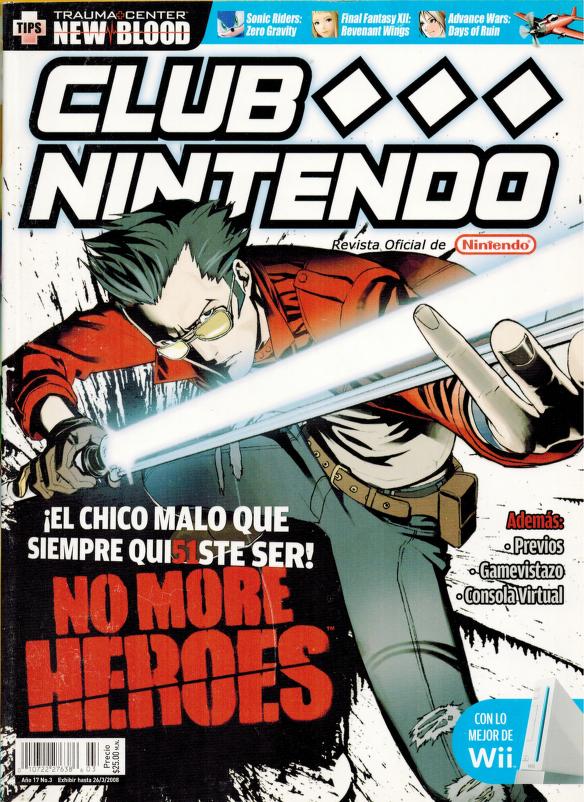 TIPS
TRAUMA CENTER
NEW BLOOD
Sonic Riders:
Zero Gravity
Final Fantasy XII:
Revenant Wings
Advance Wars:
Days of Ruin
CLUB
NINTENDO
Revista Oficial de Nintendo®
¡EL CHICO MALO QUE
SIEMPRE QUI51STE SER!
NO MORE
HEROES™
Además:
• Previos
• Gamevistazo
• Consola Virtual
CON LO
MEJOR DE
Wii
Precio
$25.00 M.N.
Año 17 No.3 Exhibir hasta 26/3/2008